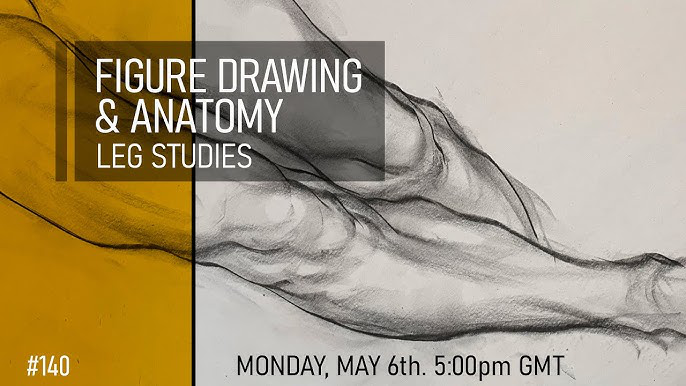 FIGURE DRAWING
& ANATOMY
LEG STUDIES
#140
MONDAY, MAY 6th. 5:00pm GMT